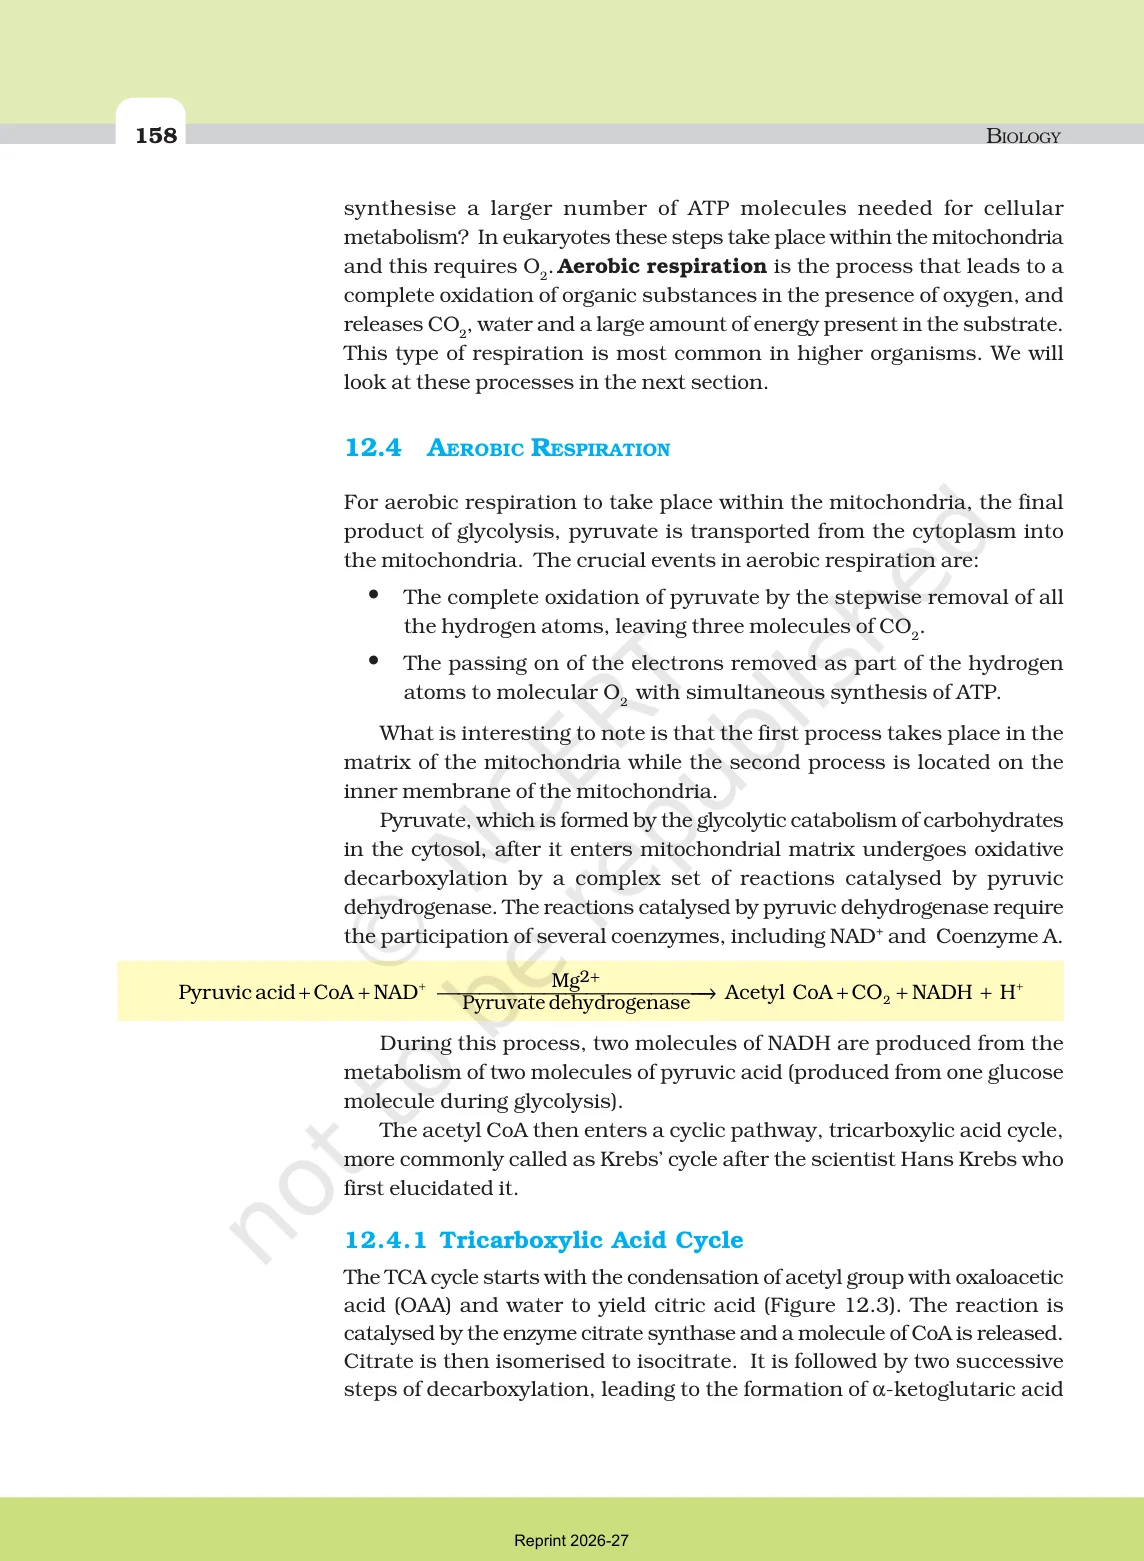 158
BIOLOGY
synthesise a larger number of ATP molecules needed for cellular
metabolism? In eukaryotes these steps take place within the mitochondria
and this requires O₂. Aerobic respiration is the process that leads to a
complete oxidation of organic substances in the presence of oxygen, and
releases CO₂, water and a large amount of energy present in the substrate.
This type of respiration is most common in higher organisms. We will
look at these processes in the next section.
12.4 AEROBIC RESPIRATION
For aerobic respiration to take place within the mitochondria, the final
product of glycolysis, pyruvate is transported from the cytoplasm into
the mitochondria. The crucial events in aerobic respiration are:
• The complete oxidation of pyruvate by the stepwise removal of all
the hydrogen atoms, leaving three molecules of CO₂.
• The passing on of the electrons removed as part of the hydrogen
atoms to molecular O₂ with simultaneous synthesis of ATP.
What is interesting to note is that the first process takes place in the
matrix of the mitochondria while the second process is located on the
inner membrane of the mitochondria.
Pyruvate, which is formed by the glycolytic catabolism of carbohydrates
in the cytosol, after it enters mitochondrial matrix undergoes oxidative
decarboxylation by a complex set of reactions catalysed by pyruvic
dehydrogenase. The reactions catalysed by pyruvic dehydrogenase require
the participation of several coenzymes, including NAD⁺ and Coenzyme A.
Mg2+
Pyruvic acid + CoA + NAD⁺ ⟶ Acetyl CoA + CO₂ + NADH + H⁺
Pyruvate dehydrogenase
During this process, two molecules of NADH are produced from the
metabolism of two molecules of pyruvic acid (produced from one glucose
molecule during glycolysis).
The acetyl CoA then enters a cyclic pathway, tricarboxylic acid cycle,
more commonly called as Krebs' cycle after the scientist Hans Krebs who
first elucidated it.
12.4.1 Tricarboxylic Acid Cycle
The TCA cycle starts with the condensation of acetyl group with oxaloacetic
acid (OAA) and water to yield citric acid (Figure 12.3). The reaction is
catalysed by the enzyme citrate synthase and a molecule of CoA is released.
Citrate is then isomerised to isocitrate. It is followed by two successive
steps of decarboxylation, leading to the formation of α-ketoglutaric acid
© NCERT
not to be republished
Reprint 2026-27